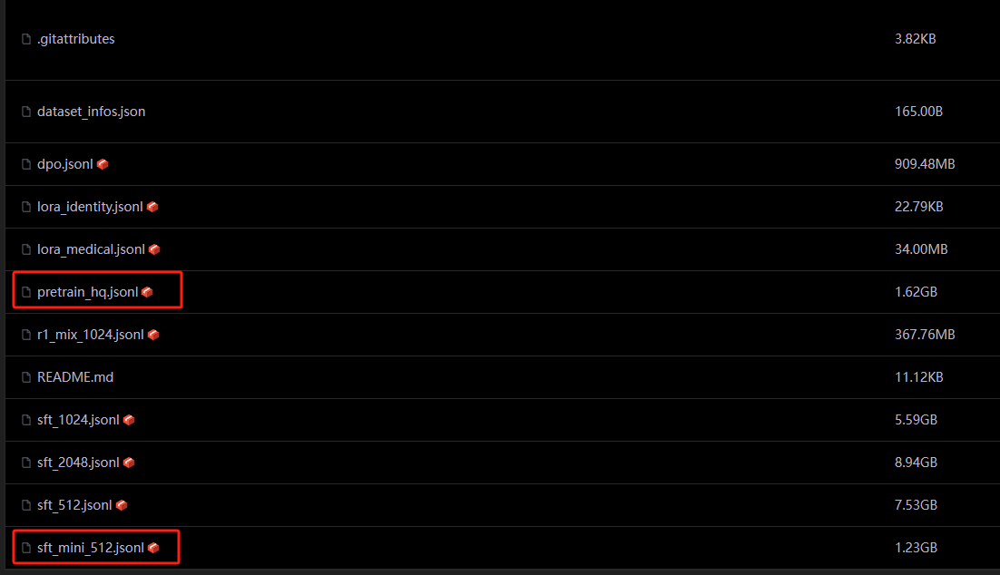 .gitattributes 3.82KB
dataset_infos.json 165.00B
dpo.jsonl 909.48MB
lora_identity.jsonl 22.79KB
lora_medical.jsonl 34.00MB
pretrain_hq.jsonl 1.62GB
r1_mix_1024.jsonl 367.76MB
README.md 11.12KB
sft_1024.jsonl 5.59GB
sft_2048.jsonl 8.94GB
sft_512.jsonl 7.53GB
sft_mini_512.jsonl 1.23GB